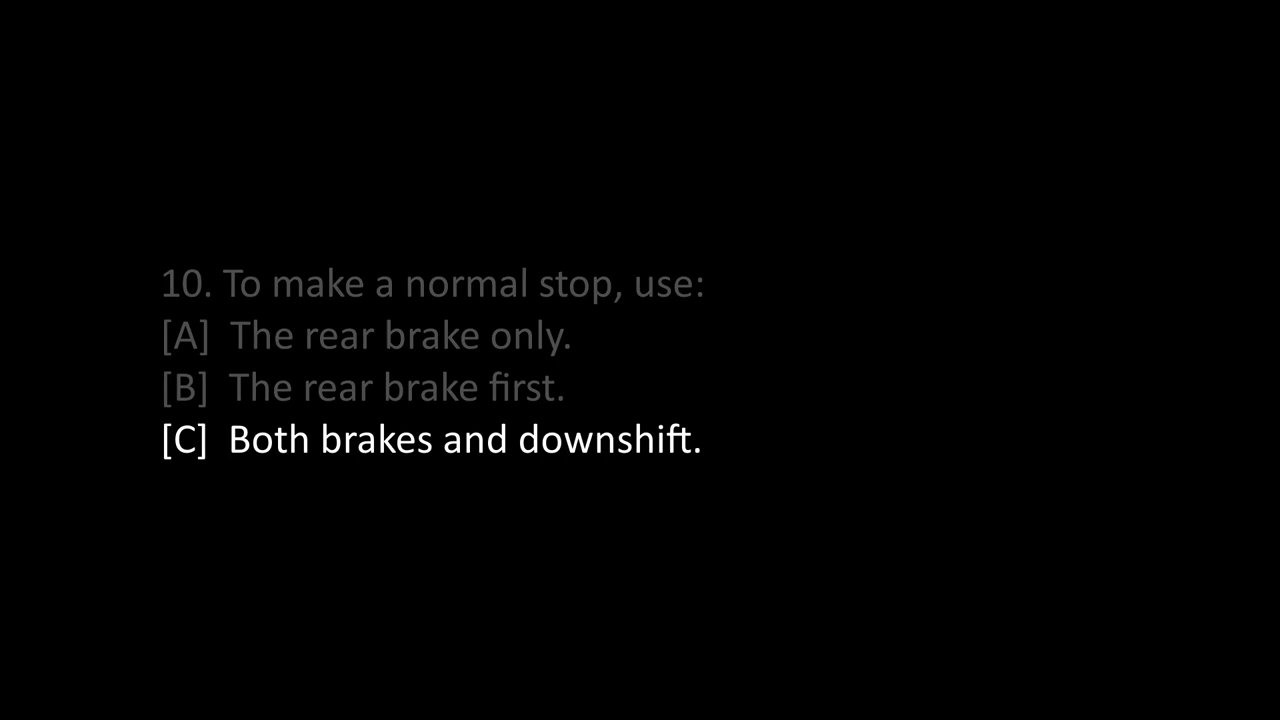 10. To make a normal stop, use:
[A] The rear brake only.
[B] The rear brake first.
[C] Both brakes and downshift.